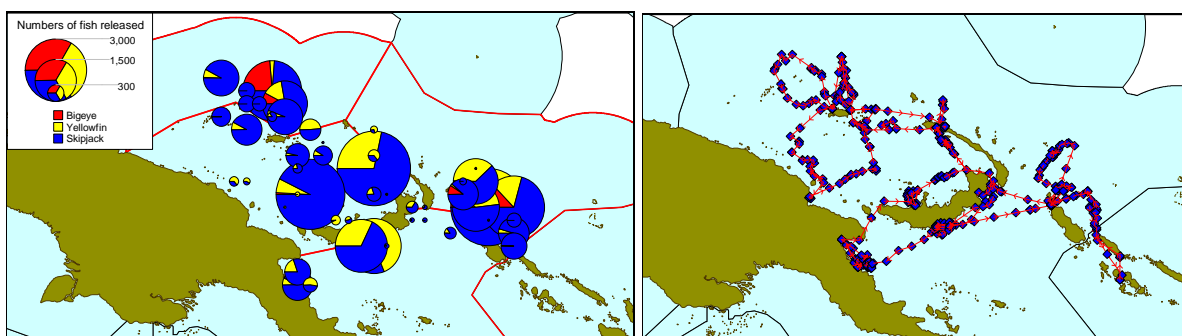 Numbers of fish released
3,000
1,500
300
Bigeye
Yellowfin
Skipjack